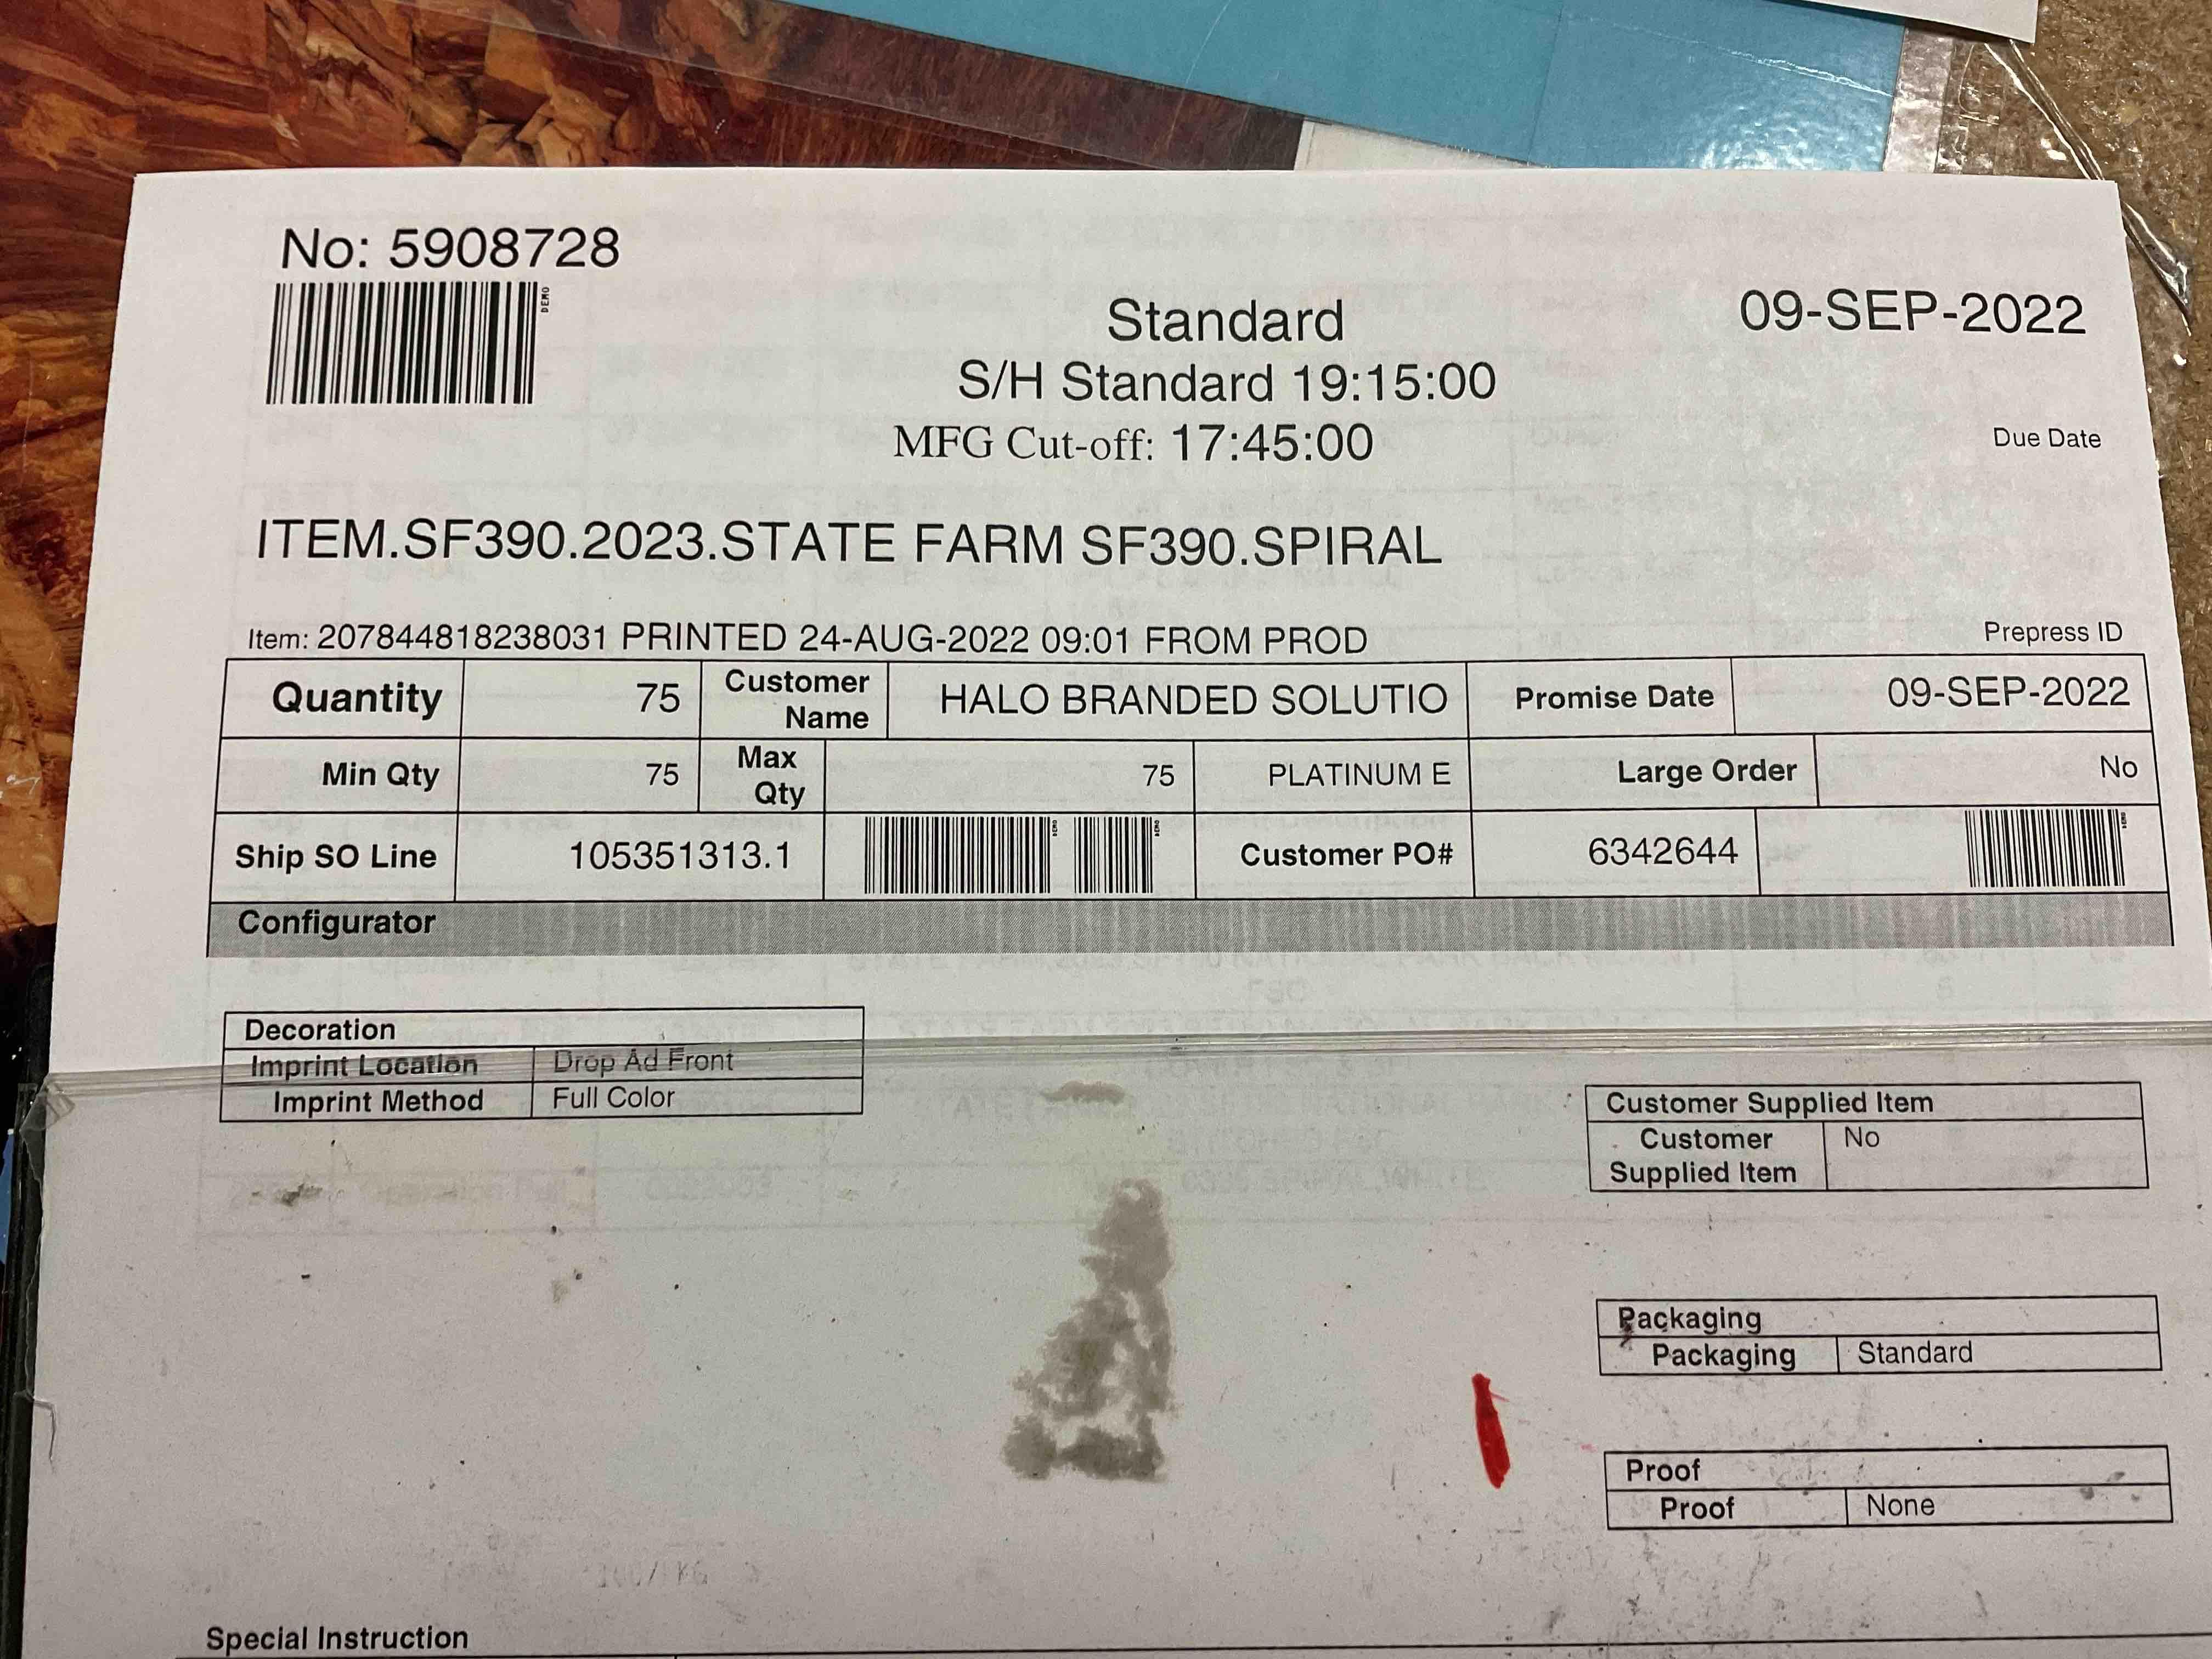 No: 5908728
DEMO
Standard
09-SEP-2022
S/H Standard 19:15:00
MFG Cut-off: 17:45:00
Due Date
ITEM.SF390.2023.STATE FARM SF390.SPIRAL
Item: 207844818238031 PRINTED 24-AUG-2022 09:01 FROM PROD
Prepress ID
Quantity 75 Customer Name HALO BRANDED SOLUTIO Promise Date 09-SEP-2022
Min Qty 75 Max Qty 75 PLATINUM E Large Order No
Ship SO Line 105351313.1 DEMO DEMO Customer PO# 6342644 DEMO
Configurator
Decoration
Imprint Location Drop Ad Front
Imprint Method Full Color
Customer Supplied Item
Customer Supplied Item No
Packaging
Packaging Standard
Proof
Proof None
Special Instruction